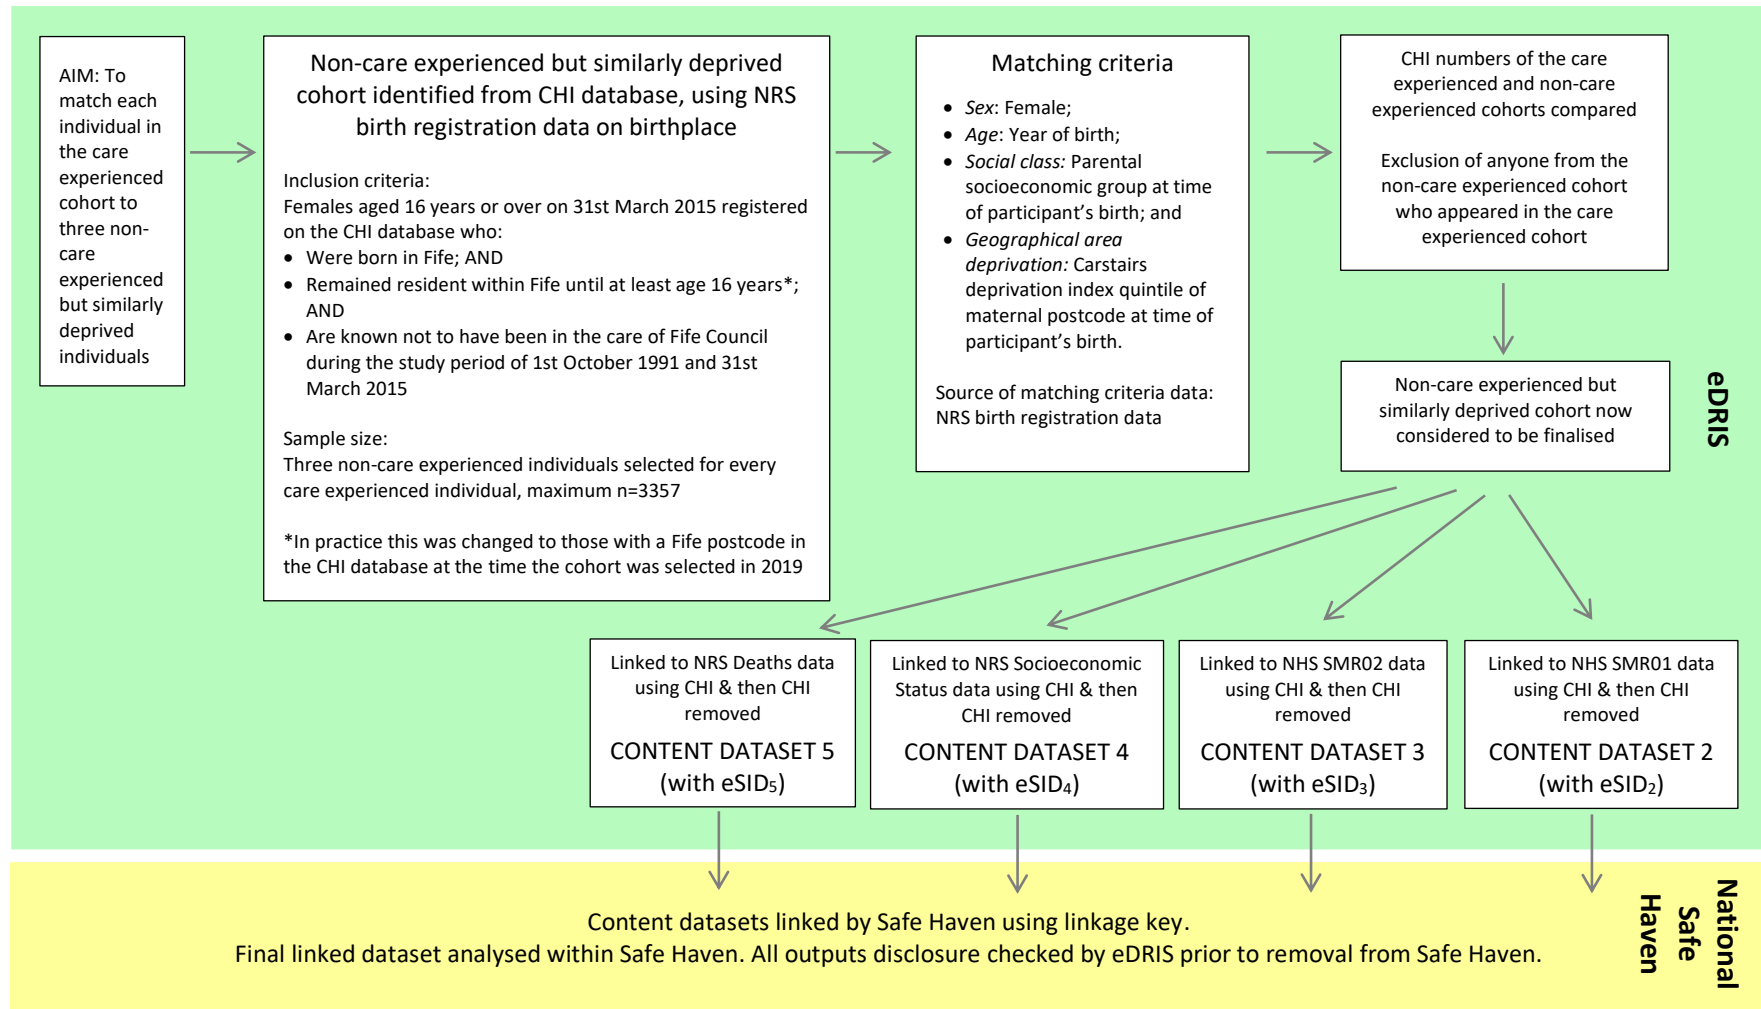 AIM: To
match each
individual in
the care
experienced
cohort to
three non-
care
experienced
but similarly
deprived
individuals
Non-care experienced but similarly deprived
cohort identified from CHI database, using NRS
birth registration data on birthplace
Inclusion criteria:
Females aged 16 years or over on 31st March 2015 registered
on the CHI database who:
• Were born in Fife; AND
• Remained resident within Fife until at least age 16 years*;
AND
• Are known not to have been in the care of Fife Council
during the study period of 1st October 1991 and 31st
March 2015
Sample size:
Three non-care experienced individuals selected for every
care experienced individual, maximum n=3357
*In practice this was changed to those with a Fife postcode in
the CHI database at the time the cohort was selected in 2019
Matching criteria
• Sex: Female;
• Age: Year of birth;
• Social class: Parental
socioeconomic group at time
of participant's birth; and
• Geographical area
deprivation: Carstairs
deprivation index quintile of
maternal postcode at time of
participant's birth.
Source of matching criteria data:
NRS birth registration data
CHI numbers of the care
experienced and non-care
experienced cohorts compared
Exclusion of anyone from the
non-care experienced cohort
who appeared in the care
experienced cohort
Non-care experienced but
similarly deprived cohort now
considered to be finalised
eDRIS
Linked to NRS Deaths data
using CHI & then CHI
removed
CONTENT DATASET 5
(with eSID5)
Linked to NRS Socioeconomic
Status data using CHI & then
CHI removed
CONTENT DATASET 4
(with eSID4)
Linked to NHS SMR02 data
using CHI & then CHI
removed
CONTENT DATASET 3
(with eSID3)
Linked to NHS SMR01 data
using CHI & then CHI
removed
CONTENT DATASET 2
(with eSID2)
Content datasets linked by Safe Haven using linkage key.
Final linked dataset analysed within Safe Haven. All outputs disclosure checked by eDRIS prior to removal from Safe Haven.
National
Safe
Haven